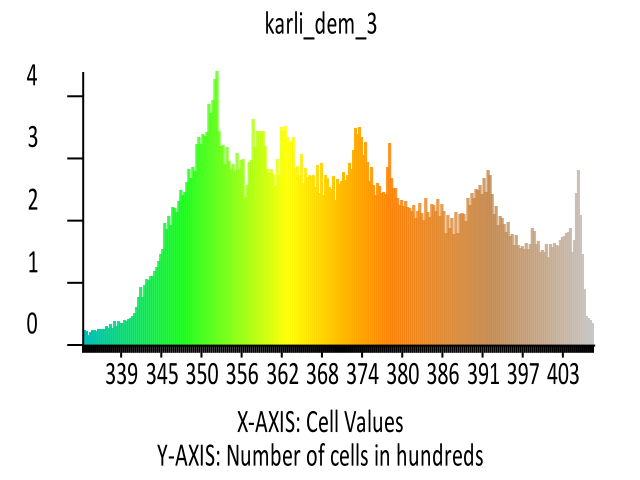 karli_dem_3
4
3
2
1
0
339 345 350 356 362 368 374 380 386 391 397 403
X-AXIS: Cell Values
Y-AXIS: Number of cells in hundreds